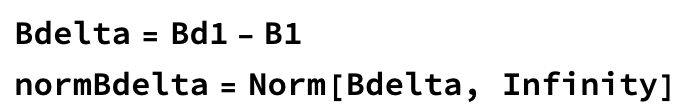 Bdelta = Bd1 – B1
normBdelta = Norm[Bdelta, Infinity]